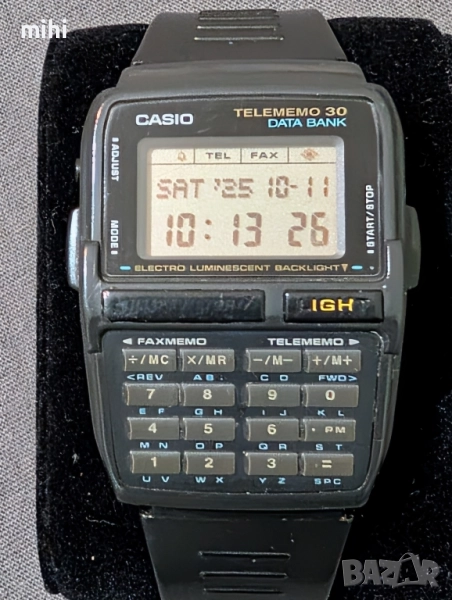 mihi
CASIO
TELEMEMO 30
DATA BANK
ADJUST
MODE
START/STOP
TEL FAX
SAT '25 10-11
10:13 26
ELECTRO LUMINESCENT BACKLIGHT
IGH
FAXMEMO TELEMEMO
÷/MC ×/MR −/M− +/M+
<REV A B C D FWD>
7 8 9 0
E F G H I J K L
4 5 6 · PM
M N O P Q R S T
1 2 3 =
U V W X Y Z SPC
BAZAR